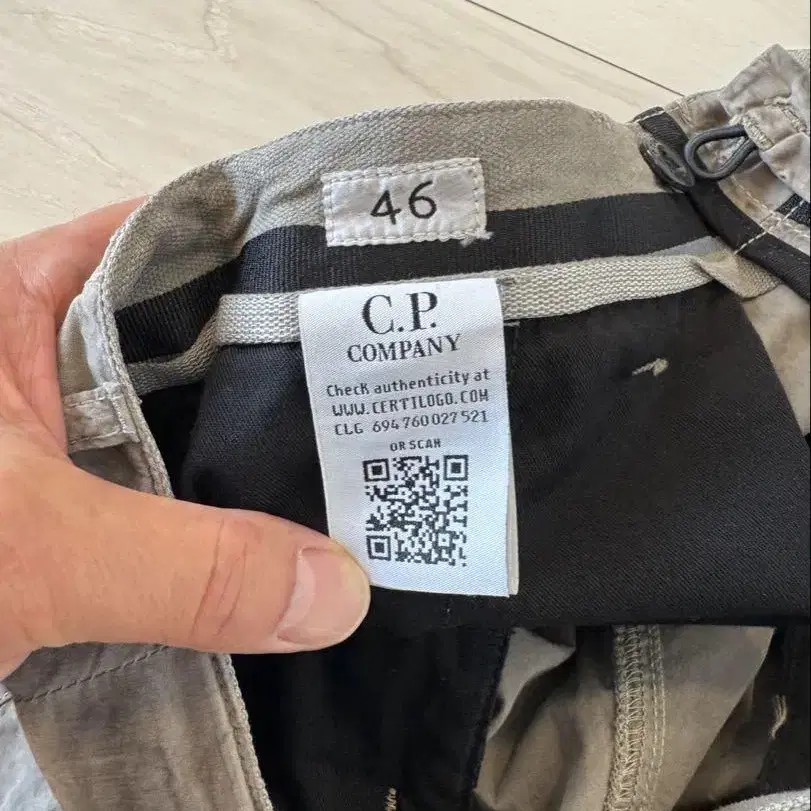 46
C.P.
COMPANY
Check authenticity at
WWW.CERTILOGO.COM
CLG 694 760 027 521
OR SCAN